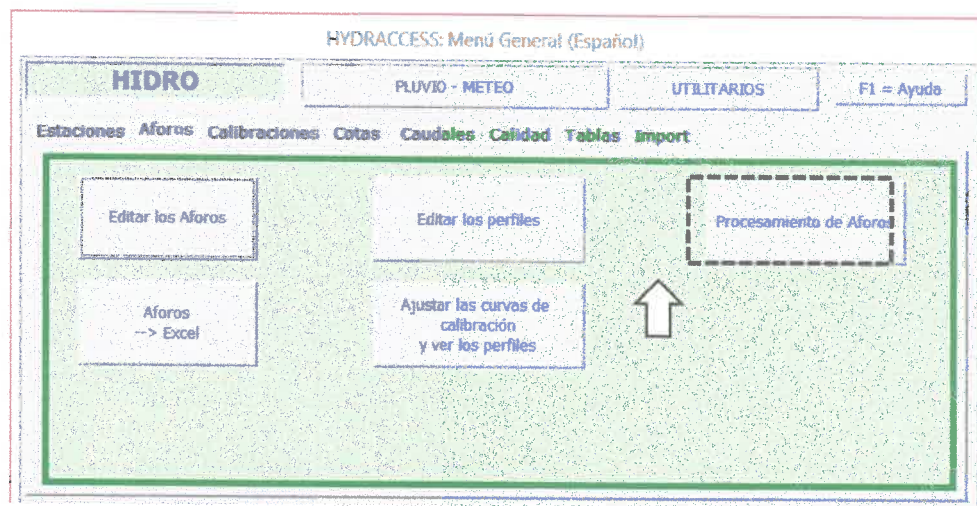 HYDRACCESS: Menú General (Español)
HIDRO PLUVIO - METEO UTILITARIOS F1 = Ayuda
Estaciones Aforos Calibraciones Cotas Caudales Calidad Tablas Import
Editar los Aforos Editar los perfiles Procesamiento de Aforos
Aforos
--> Excel
Ajustar las curvas de
calibración
y ver los perfiles